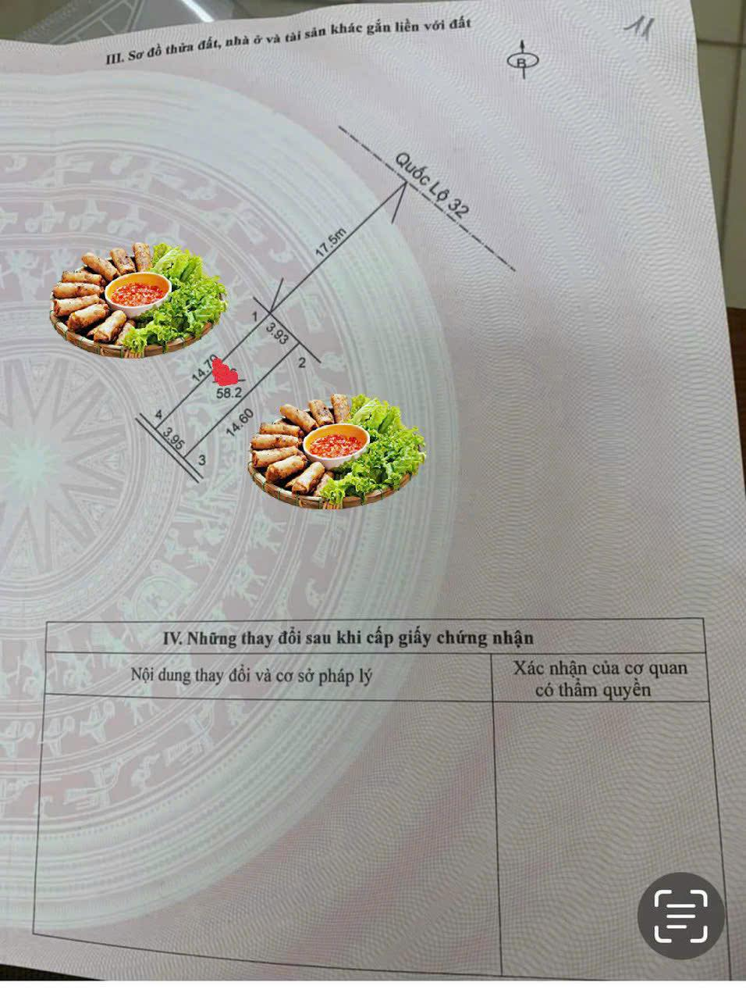 11
III. Sơ đồ thửa đất, nhà ở và tài sản khác gắn liền với đất
B
Quốc Lộ 32
17.5m
1
3.93
2
14.7
58.2
14.60
4
3.95
3
IV. Những thay đổi sau khi cấp giấy chứng nhận
Nội dung thay đổi và cơ sở pháp lý
Xác nhận của cơ quan
có thẩm quyền